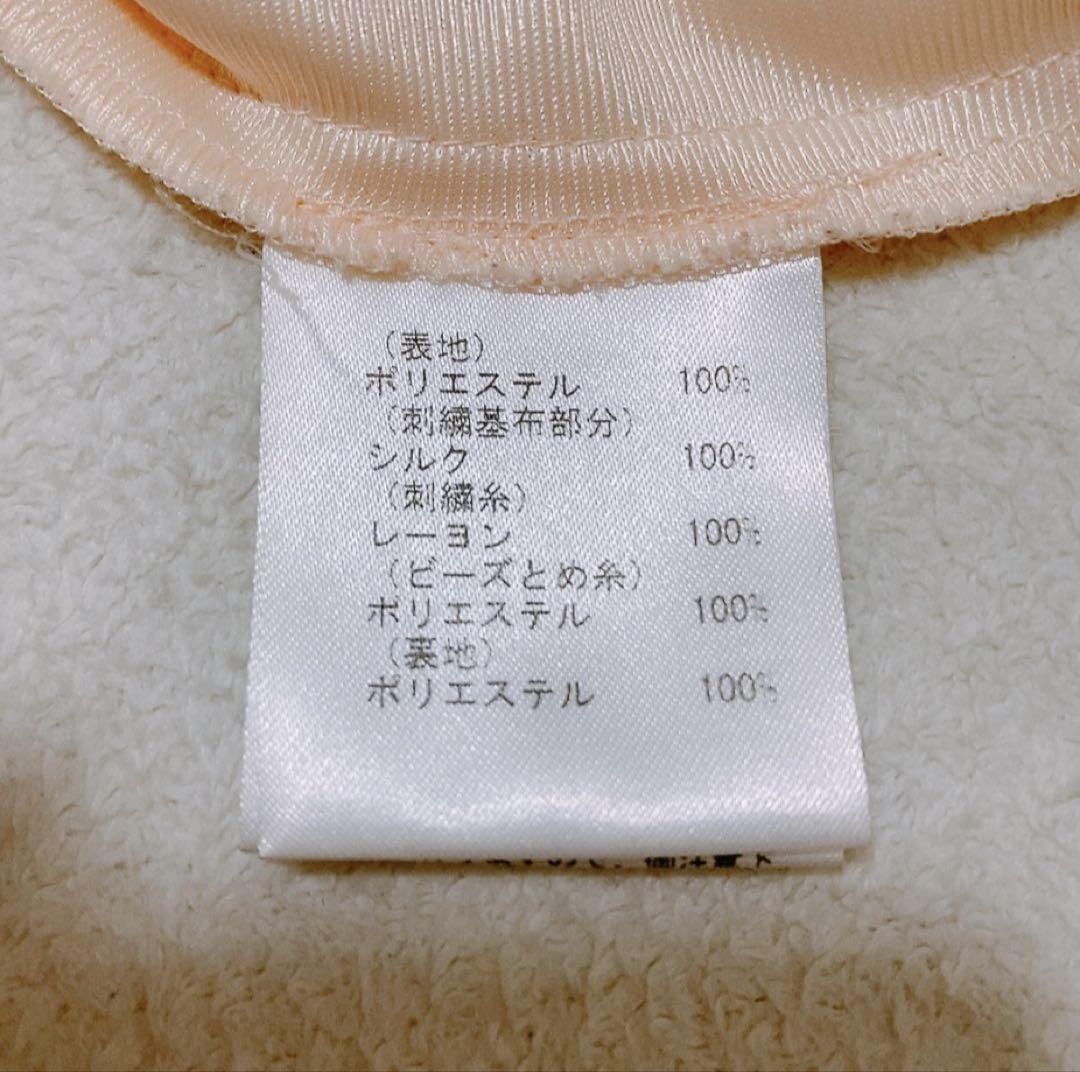 （表地）
ポリエステル 100%
（刺繍基布部分）
シルク 100%
（刺繍糸）
レーヨン 100%
（ビーズとめ糸）
ポリエステル 100%
（裏地）
ポリエステル 100%